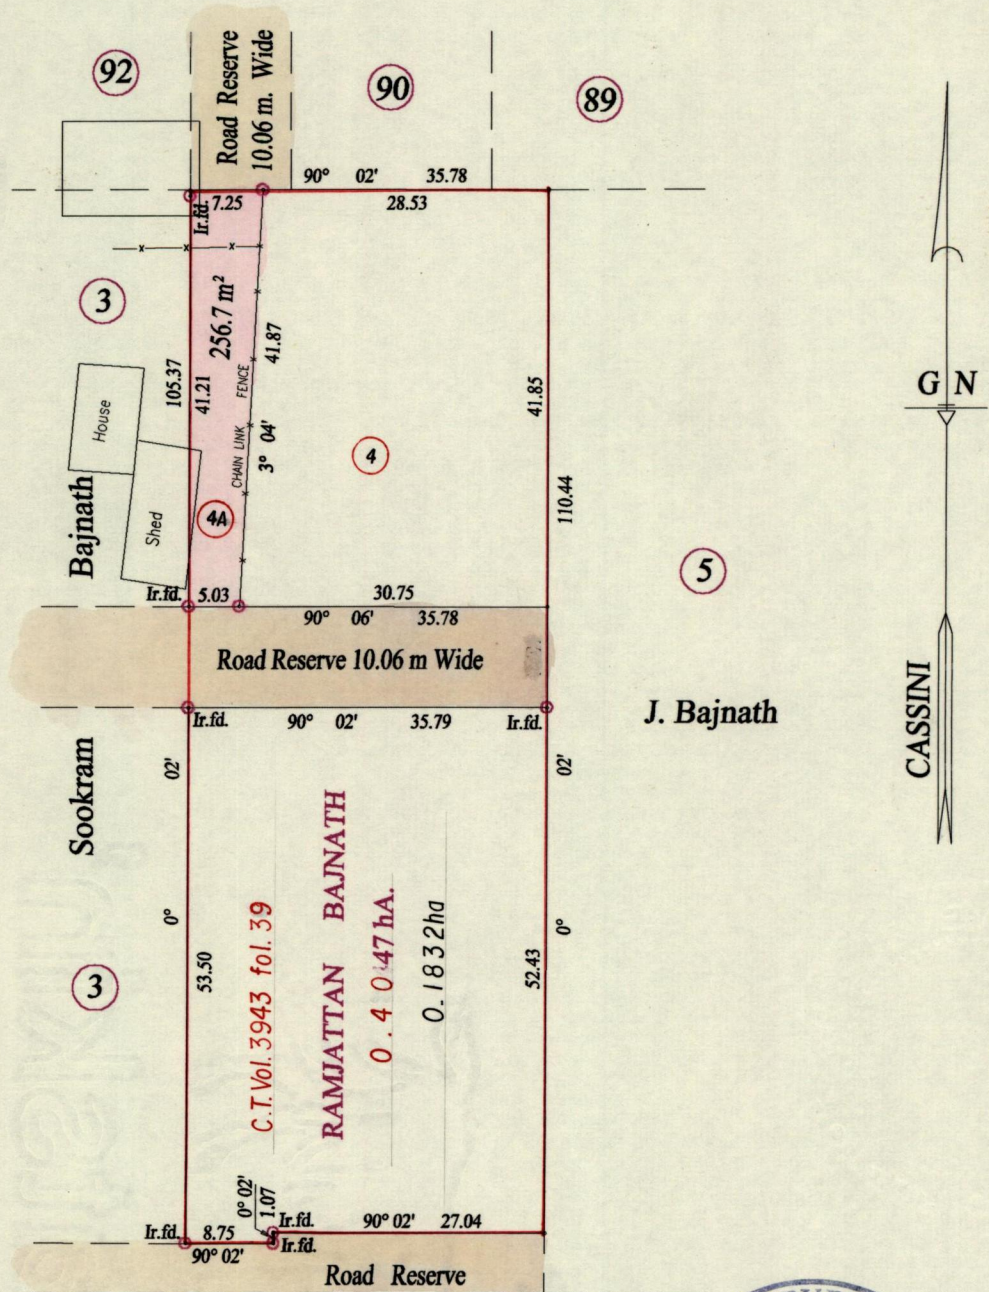 92
Road Reserve
10.06 m. Wide
90
89
90° 02' 35.78
7.25
28.53
Ir.fd.
3
256.7 m²
105.37
41.21
41.87
CHAIN LINK FENCE
3° 04'
41.85
110.44
4
4A
House
Shed
Bajnath
G N
5
Ir.fd.
5.03
30.75
90° 06' 35.78
Road Reserve 10.06 m Wide
Ir.fd.
90° 02' 35.79
Ir.fd.
J. Bajnath
CASSINI
Sookram
02'
0°
53.50
3
C.T. Vol. 3943 fol. 39
RAMJATTAN BAJNATH
0.4047 hA.
0.1832ha
02'
0°
52.43
0° 02'
1.07
Ir.fd.
8.75
90° 02'
Ir.fd.
Ir.fd.
90° 02' 27.04
Road Reserve